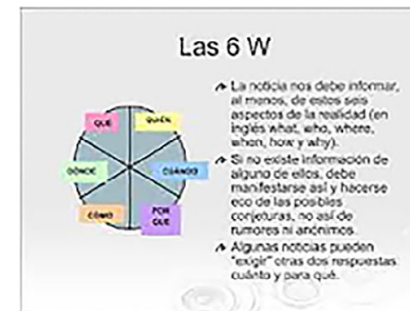 Las 6 W
QUÉ
QUIÉN
DÓNDE
CUÁNDO
CÓMO
POR
QUÉ
La noticia nos debe informar,
al menos, de estos seis
aspectos de la realidad (en
inglés what, who, where,
when, how y why).
Si no existe información de
alguno de ellos, debe
manifestarse así y hacerse
eco de las posibles
conjeturas, no así de
rumores ni anónimos.
Algunas noticias pueden
"exigir" otras dos respuestas
cuánto y para qué.